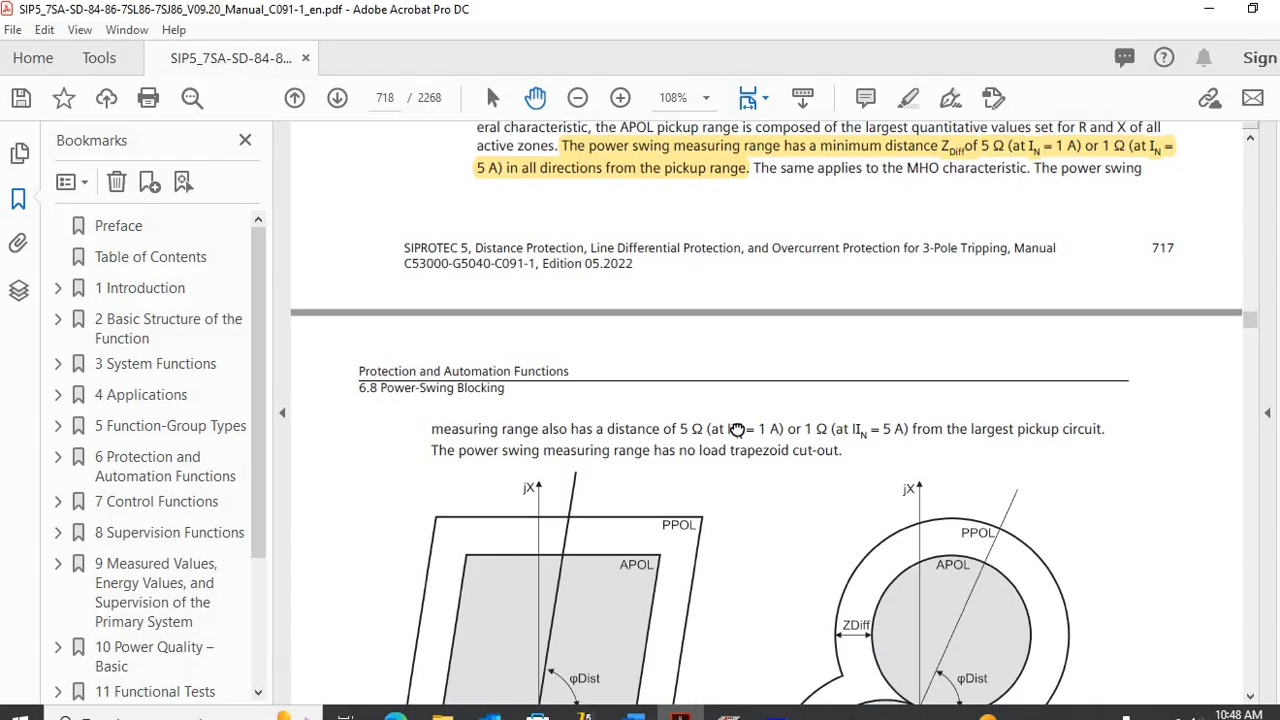 SIP5_7SA-SD-84-86-7SL86-7SJ86_V09.20_Manual_C091-1_en.pdf - Adobe Acrobat Pro DC
File Edit View Window Help
Home Tools SIP5_7SA-SD-84-8... ×
718 / 2268 108%
Sign
Bookmarks
Preface
Table of Contents
1 Introduction
2 Basic Structure of the
Function
3 System Functions
4 Applications
5 Function-Group Types
6 Protection and
Automation Functions
7 Control Functions
8 Supervision Functions
9 Measured Values,
Energy Values, and
Supervision of the
Primary System
10 Power Quality –
Basic
11 Functional Tests
eral characteristic, the APOL pickup range is composed of the largest quantitative values set for R and X of all
active zones. The power swing measuring range has a minimum distance ZDiffof 5 Ω (at IN = 1 A) or 1 Ω (at IN =
5 A) in all directions from the pickup range. The same applies to the MHO characteristic. The power swing
SIPROTEC 5, Distance Protection, Line Differential Protection, and Overcurrent Protection for 3-Pole Tripping, Manual 717
C53000-G5040-C091-1, Edition 05.2022
Protection and Automation Functions
6.8 Power-Swing Blocking
measuring range also has a distance of 5 Ω (at = 1 A) or 1 Ω (at IIN = 5 A) from the largest pickup circuit.
The power swing measuring range has no load trapezoid cut-out.
jX
PPOL
APOL
φDist
jX
PPOL
APOL
ZDiff
φDist
10:48 AM